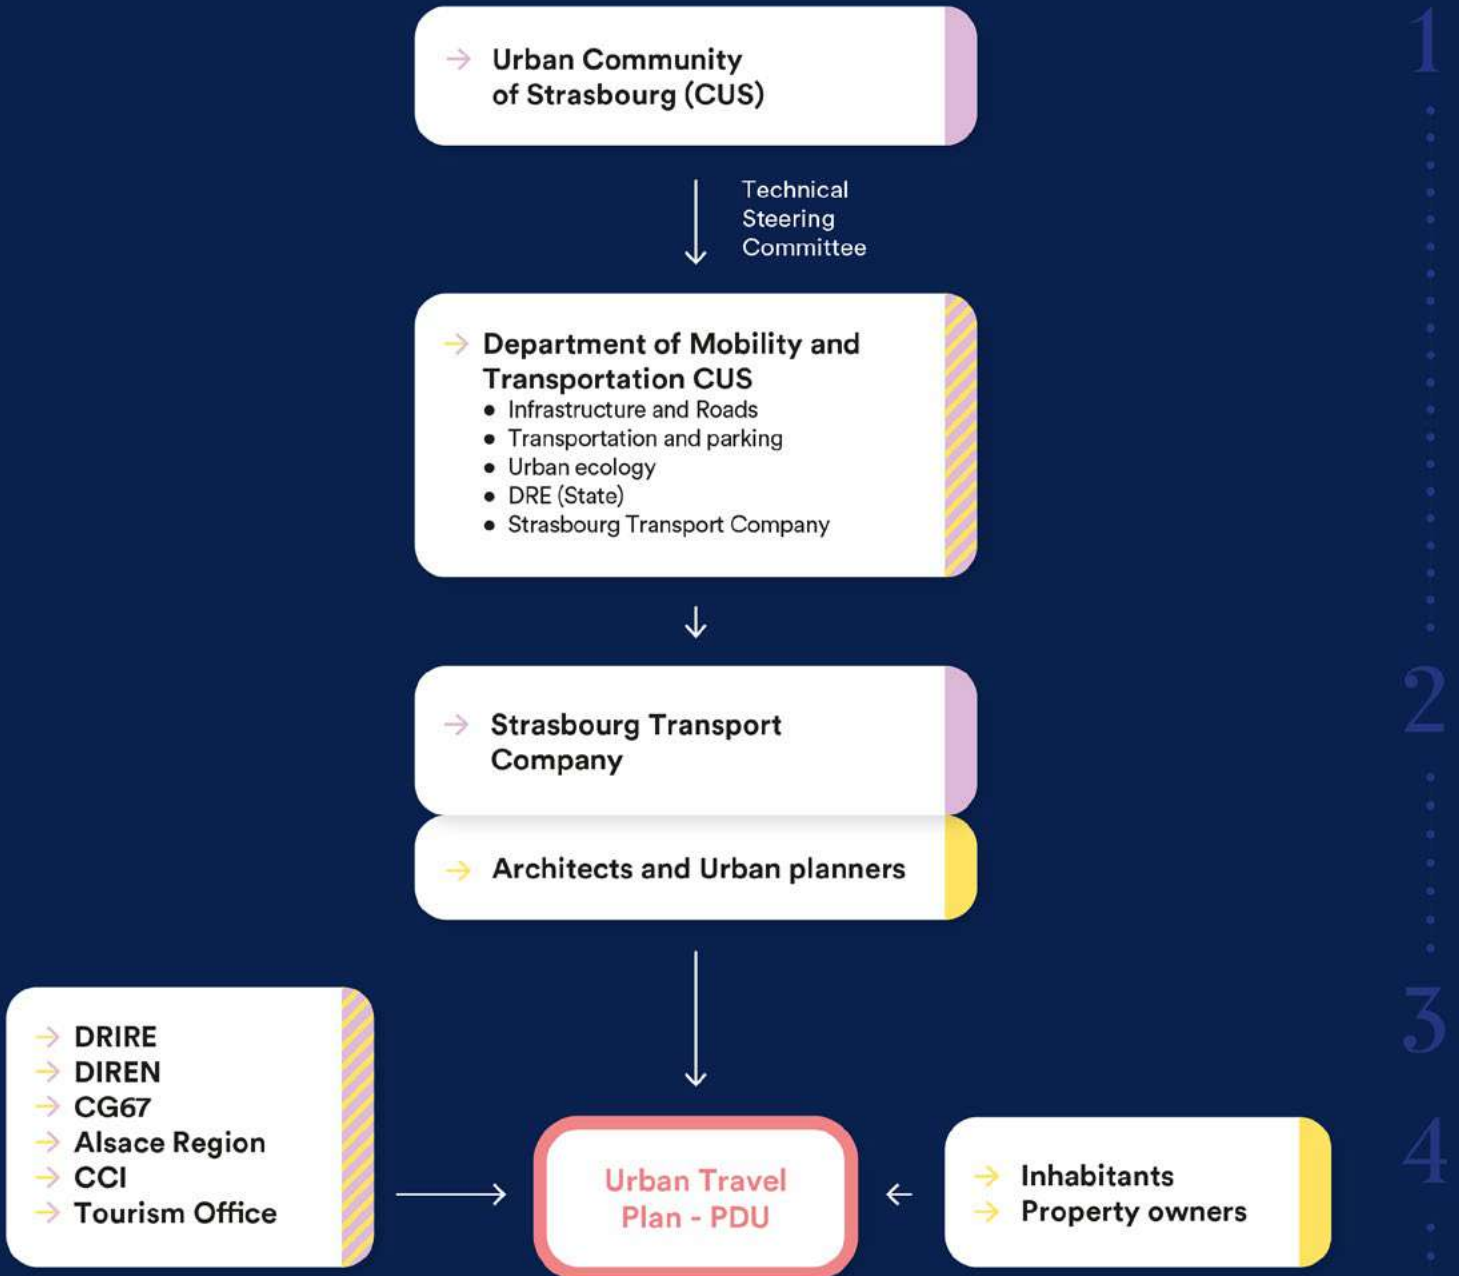 1
→ Urban Community
of Strasbourg (CUS)
Technical
Steering
Committee
→ Department of Mobility and
Transportation CUS
● Infrastructure and Roads
● Transportation and parking
● Urban ecology
● DRE (State)
● Strasbourg Transport Company
2
→ Strasbourg Transport
Company
→ Architects and Urban planners
3
→ DRIRE
→ DIREN
→ CG67
→ Alsace Region
→ CCI
→ Tourism Office
Urban Travel
Plan - PDU
4
→ Inhabitants
→ Property owners